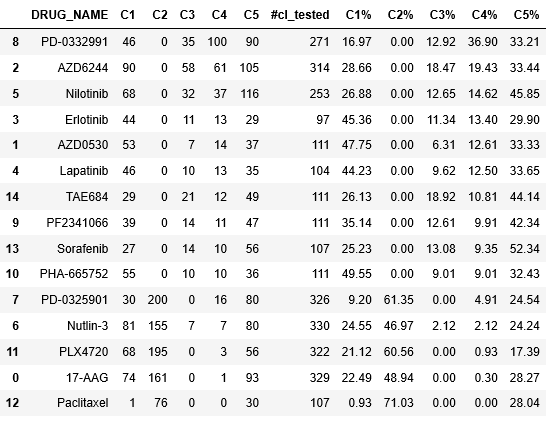 DRUG_NAME C1 C2 C3 C4 C5 #cl_tested C1% C2% C3% C4% C5%
8 PD-0332991 46 0 35 100 90 271 16.97 0.00 12.92 36.90 33.21
2 AZD6244 90 0 58 61 105 314 28.66 0.00 18.47 19.43 33.44
5 Nilotinib 68 0 32 37 116 253 26.88 0.00 12.65 14.62 45.85
3 Erlotinib 44 0 11 13 29 97 45.36 0.00 11.34 13.40 29.90
1 AZD0530 53 0 7 14 37 111 47.75 0.00 6.31 12.61 33.33
4 Lapatinib 46 0 10 13 35 104 44.23 0.00 9.62 12.50 33.65
14 TAE684 29 0 21 12 49 111 26.13 0.00 18.92 10.81 44.14
9 PF2341066 39 0 14 11 47 111 35.14 0.00 12.61 9.91 42.34
13 Sorafenib 27 0 14 10 56 107 25.23 0.00 13.08 9.35 52.34
10 PHA-665752 55 0 10 10 36 111 49.55 0.00 9.01 9.01 32.43
7 PD-0325901 30 200 0 16 80 326 9.20 61.35 0.00 4.91 24.54
6 Nutlin-3 81 155 7 7 80 330 24.55 46.97 2.12 2.12 24.24
11 PLX4720 68 195 0 3 56 322 21.12 60.56 0.00 0.93 17.39
0 17-AAG 74 161 0 1 93 329 22.49 48.94 0.00 0.30 28.27
12 Paclitaxel 1 76 0 0 30 107 0.93 71.03 0.00 0.00 28.04